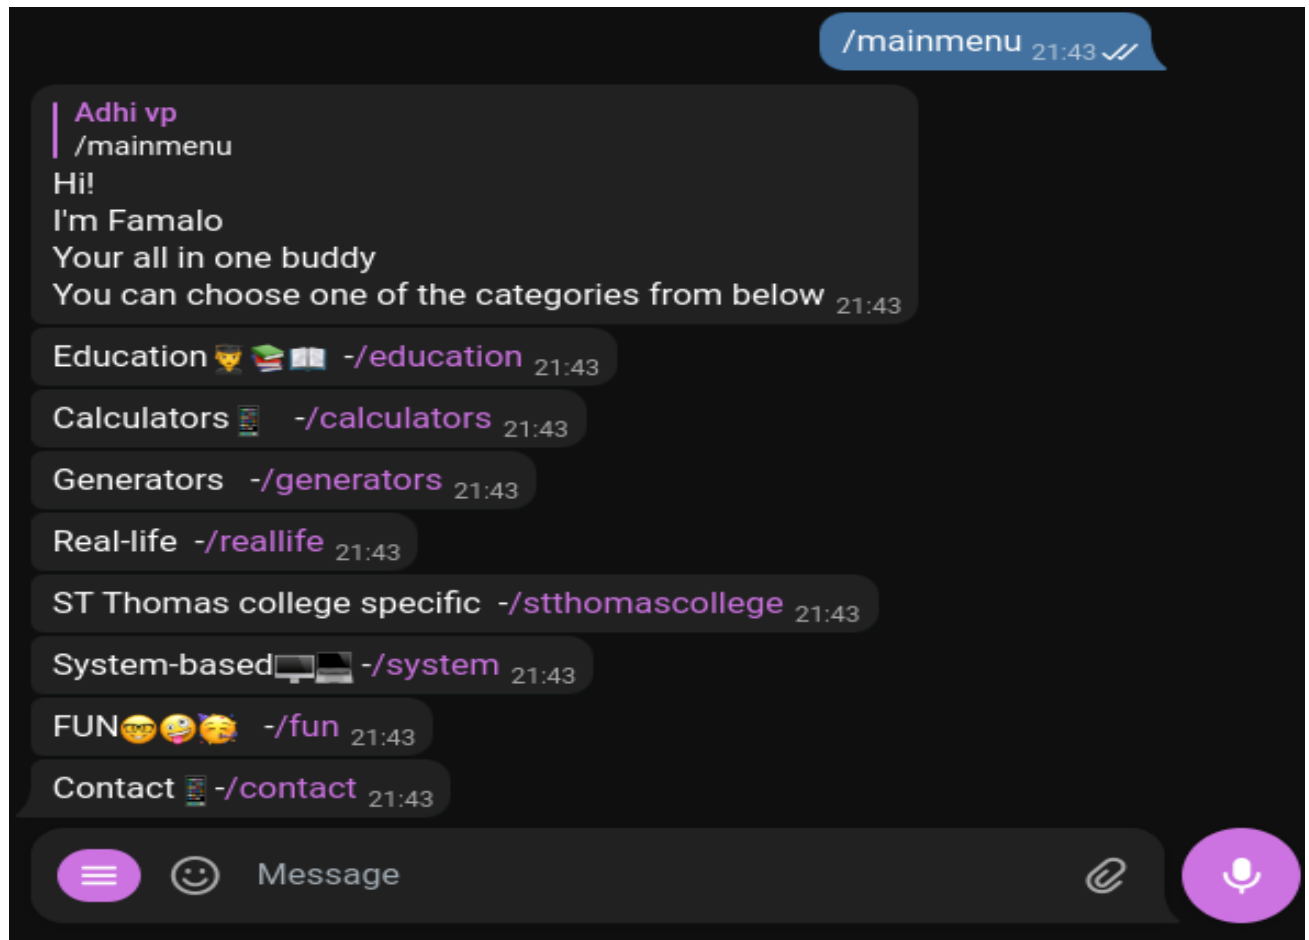 /mainmenu 21:43
Adhi vp
/mainmenu
Hi!
I'm Famalo
Your all in one buddy
You can choose one of the categories from below 21:43
Education👨‍🎓📚📖 -/education 21:43
Calculators📱 -/calculators 21:43
Generators -/generators 21:43
Real-life -/reallife 21:43
ST Thomas college specific -/stthomascollege 21:43
System-based🖥️💻 -/system 21:43
FUN🤓🤪🥳 -/fun 21:43
Contact📱-/contact 21:43
Message